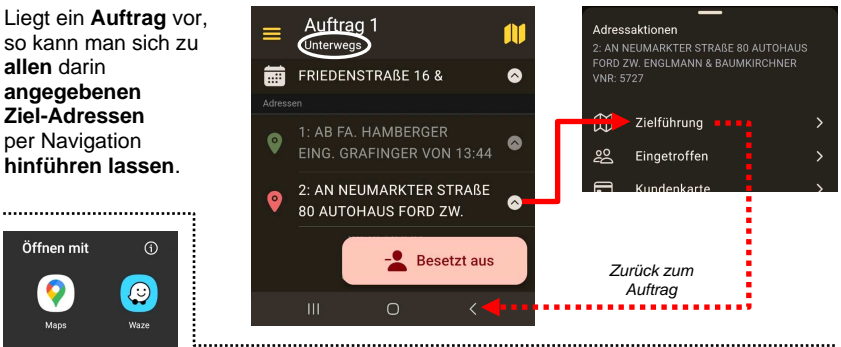 Liegt ein Auftrag vor,
so kann man sich zu
allen darin
angegebenen
Ziel-Adressen
per Navigation
hinführen lassen.
Öffnen mit
Maps
Waze
Auftrag 1
Unterwegs
FRIEDENSTRAßE 16 &
Adressen
1: AB FA. HAMBERGER
EING. GRAFINGER VON 13:44
2: AN NEUMARKTER STRAßE
80 AUTOHAUS FORD ZW.
Besetzt aus
Adressaktionen
2: AN NEUMARKTER STRAßE 80 AUTOHAUS
FORD ZW. ENGLMANN & BAUMKIRCHNER
VNR: 5727
Zielführung
Eingetroffen
Kundenkarte
Zurück zum
Auftrag